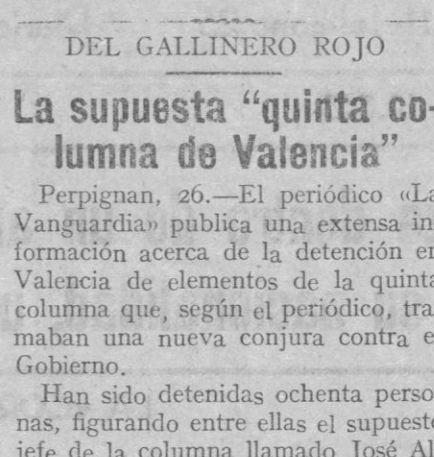 DEL GALLINERO ROJO
La supuesta “quinta co-
lumna de Valencia”
Perpignan, 26.—El periódico «La
Vanguardia» publica una extensa in-
formación acerca de la detención en
Valencia de elementos de la quinta
columna que, según el periódico, tra-
maban una nueva conjura contra e
Gobierno.
Han sido detenidas ochenta perso-
nas, figurando entre ellas el supuesto
jefe de la columna llamado José Al